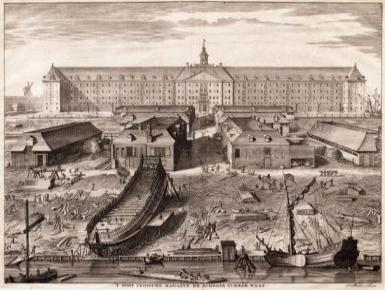 'T OOST INDISCHE MAGAZYN EN SCHEEPS TIMMER WERF